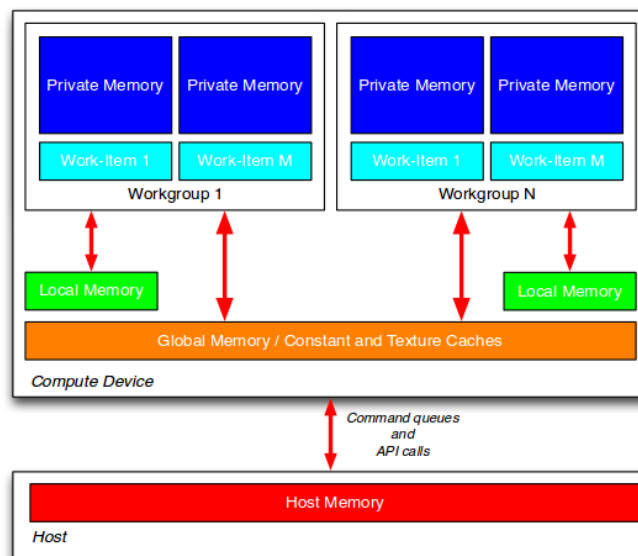 Private Memory
Private Memory
Private Memory
Private Memory
Work-Item 1
Work-Item M
Work-Item 1
Work-Item M
Workgroup 1
Workgroup N
Local Memory
Local Memory
Global Memory / Constant and Texture Caches
Compute Device
Command queues
and
API calls
Host Memory
Host